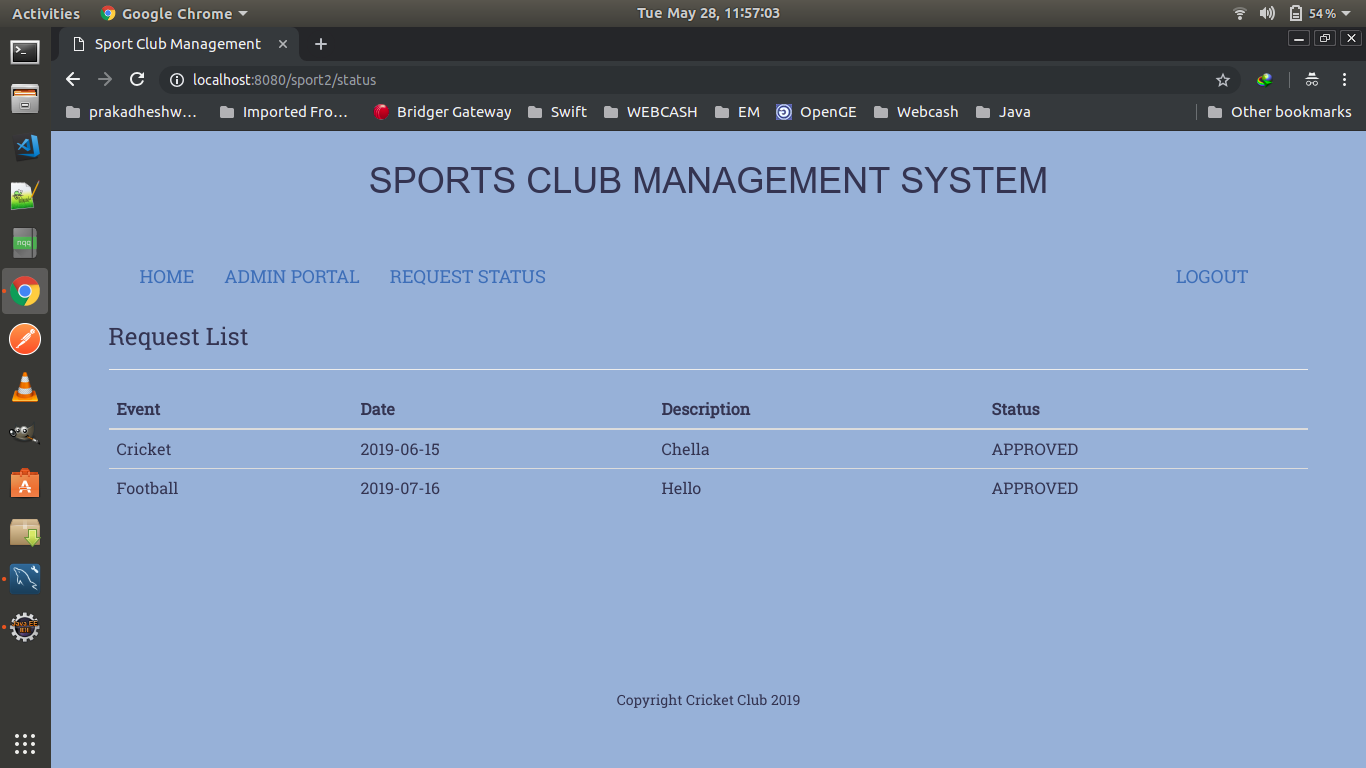 Activities Google Chrome Tue May 28, 11:57:03 54%
Sport Club Management
localhost:8080/sport2/status
prakadheshw... Imported Fro... Bridger Gateway Swift WEBCASH EM OpenGE Webcash Java Other bookmarks
SPORTS CLUB MANAGEMENT SYSTEM
HOME ADMIN PORTAL REQUEST STATUS LOGOUT
Request List
Event Date Description Status
Cricket 2019-06-15 Chella APPROVED
Football 2019-07-16 Hello APPROVED
Copyright Cricket Club 2019
nqq